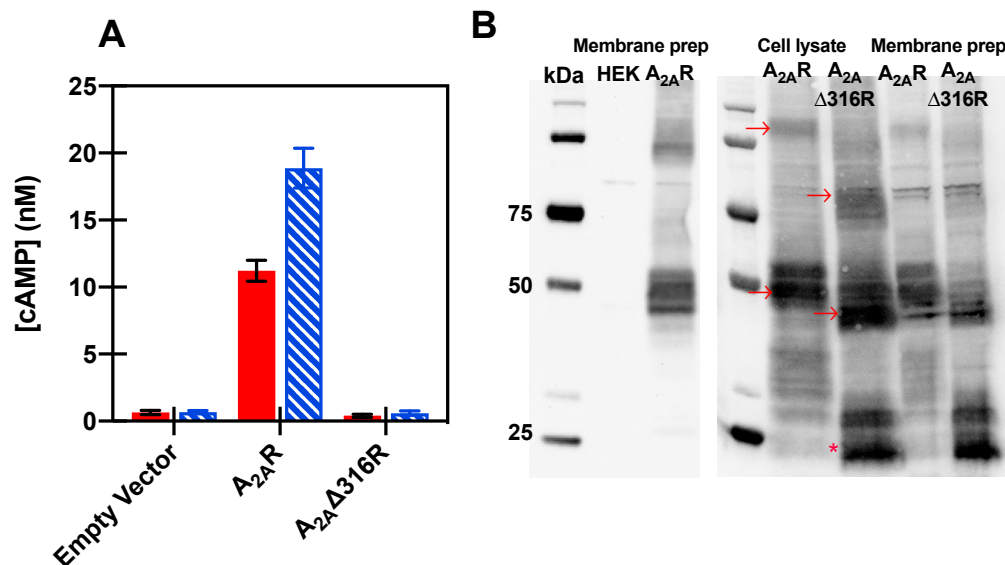 A
[cAMP] (nM)
25
20
15
10
5
0
Empty Vector
A2AR
A2AΔ316R
B
Membrane prep
kDa HEK A2AR
75
50
25
Cell lysate Membrane prep
A2AR A2A A2AR A2A
Δ316R Δ316R
*